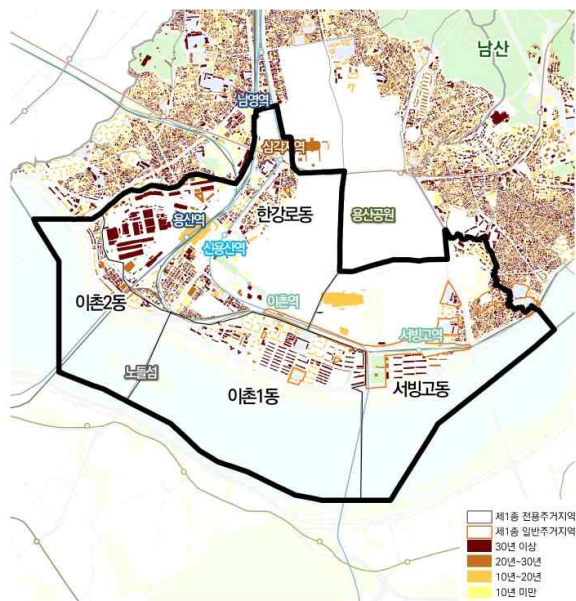 남산
남영역
삼각지역
한강로동
용산공원
용산역
신용산역
이촌2동
이촌역
서빙고역
노들섬
이촌1동
서빙고동
제1종 전용주거지역
제1종 일반주거지역
30년 이상
20년~30년
10년~20년
10년 미만